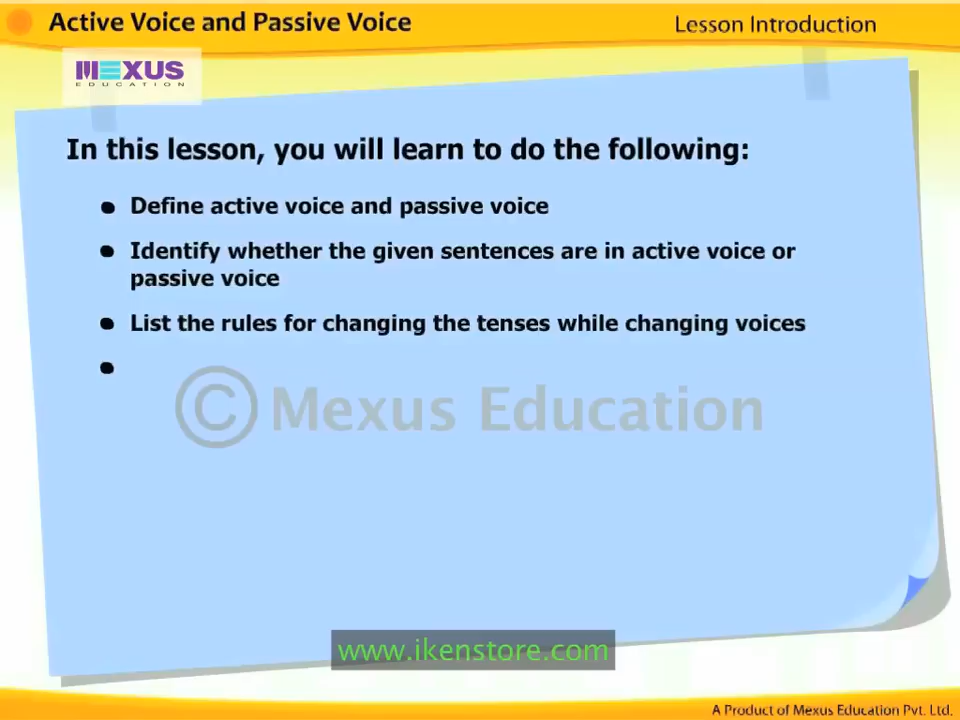 Active Voice and Passive Voice
Lesson Introduction
MEXUS
EDUCATION
In this lesson, you will learn to do the following:
• Define active voice and passive voice
• Identify whether the given sentences are in active voice or
passive voice
• List the rules for changing the tenses while changing voices
•
© Mexus Education
www.ikenstore.com
A Product of Mexus Education Pvt. Ltd.